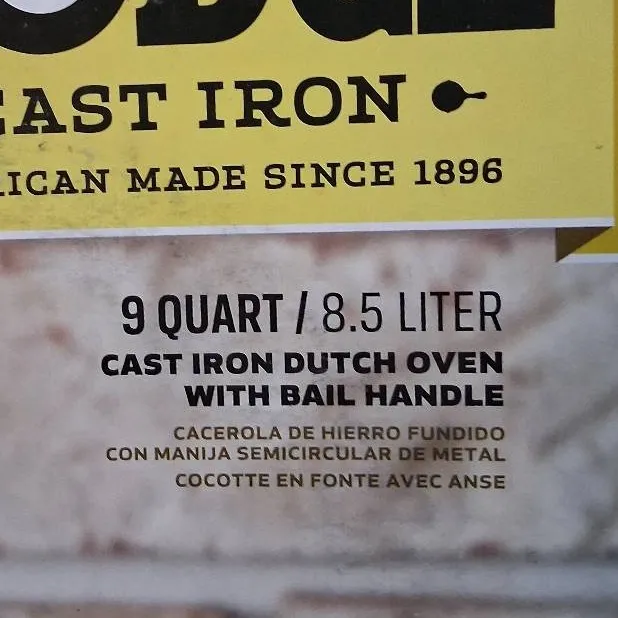 CAST IRON
MADE SINCE 1896
9 QUART / 8.5 LITER
CAST IRON DUTCH OVEN
WITH BAIL HANDLE
CACEROLA DE HIERRO FUNDIDO
CON MANIJA SEMICIRCULAR DE METAL
COCOTTE EN FONTE AVEC ANSE